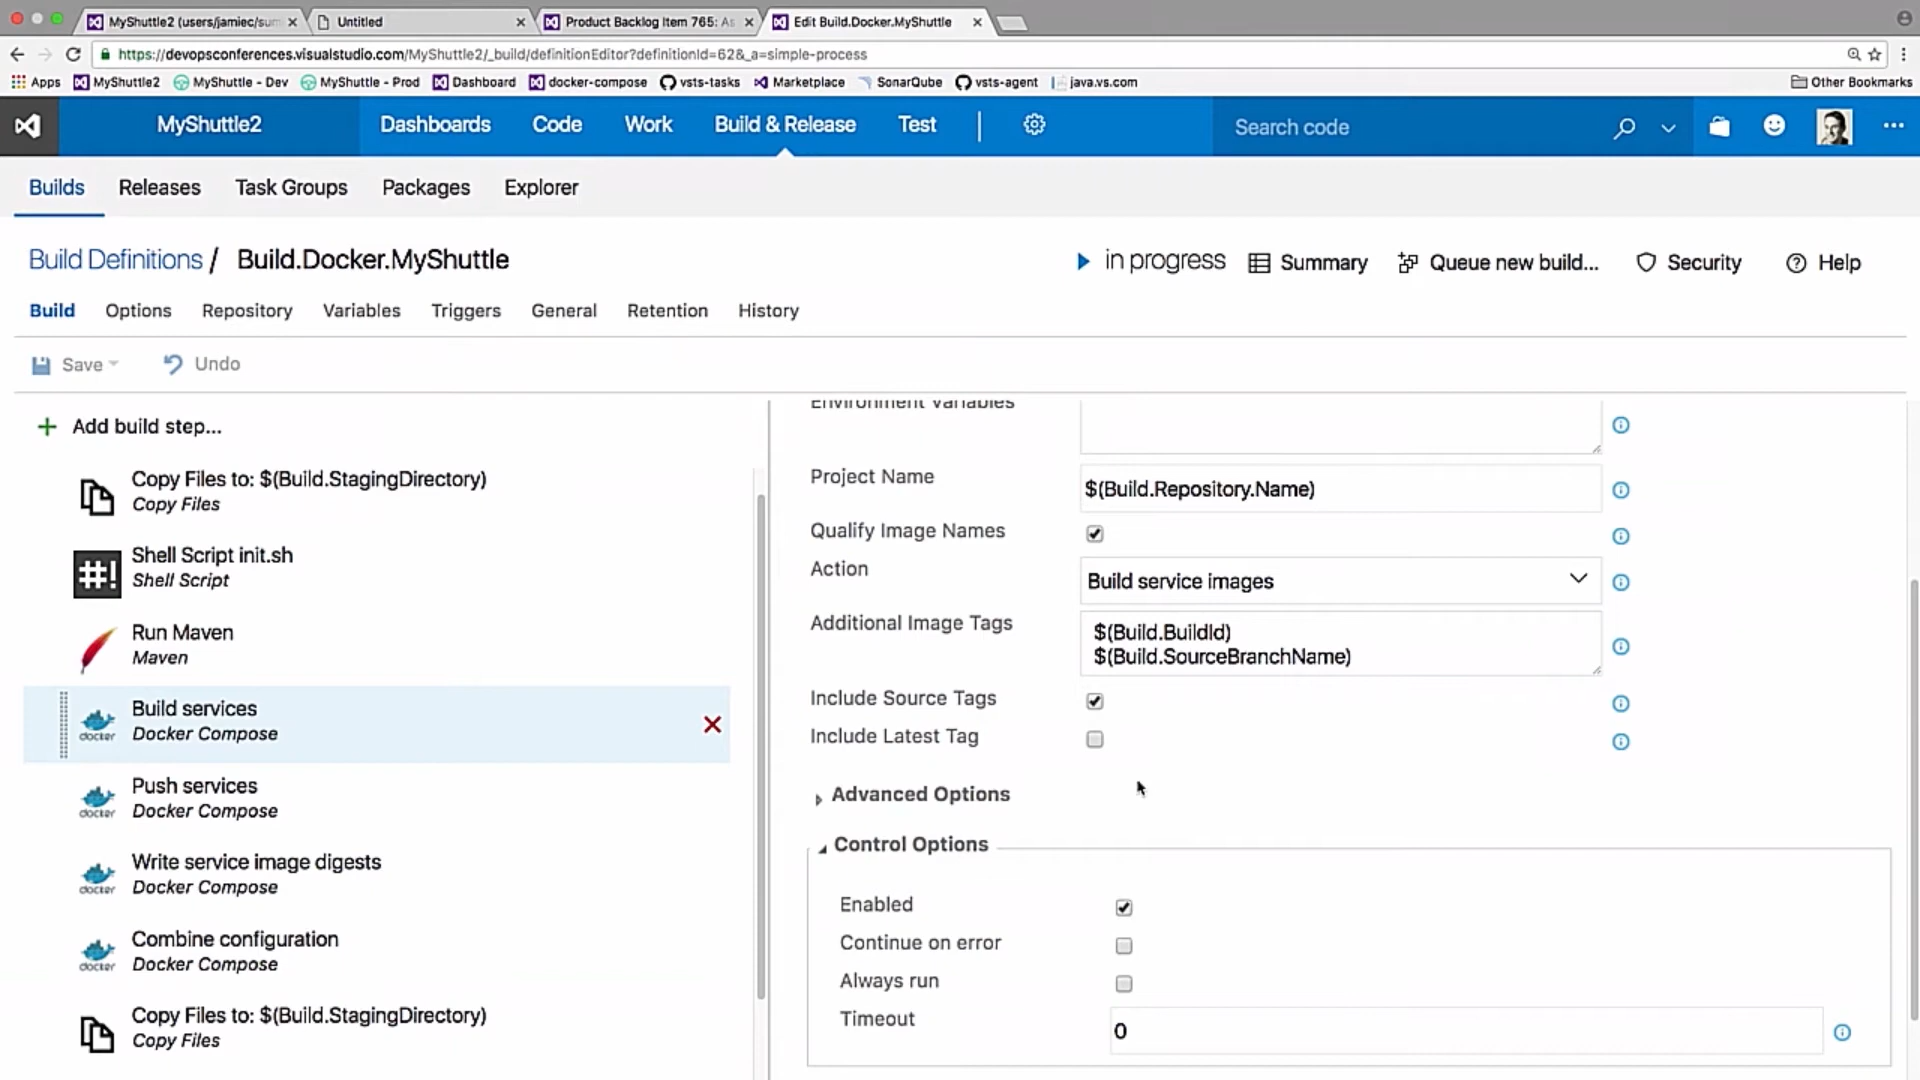 MyShuttle2 (users/jamiec/sum
Untitled
Product Backlog Item 765: As
Edit Build.Docker.MyShuttle
https://devopsconferences.visualstudio.com/MyShuttle2/_build/definitionEditor?definitionId=62&_a=simple-process
Apps
MyShuttle2
MyShuttle - Dev
MyShuttle - Prod
Dashboard
docker-compose
vsts-tasks
Marketplace
SonarQube
vsts-agent
java.vs.com
Other Bookmarks
MyShuttle2
Dashboards
Code
Work
Build & Release
Test
Search code
Builds
Releases
Task Groups
Packages
Explorer
Build Definitions / Build.Docker.MyShuttle
in progress
Summary
Queue new build...
Security
Help
Build
Options
Repository
Variables
Triggers
General
Retention
History
Save
Undo
Add build step...
Copy Files to: $(Build.StagingDirectory)
Copy Files
#!
Shell Script init.sh
Shell Script
Run Maven
Maven
Build services
docker
Docker Compose
Push services
docker
Docker Compose
Write service image digests
docker
Docker Compose
Combine configuration
docker
Docker Compose
Copy Files to: $(Build.StagingDirectory)
Copy Files
Environment Variables
Project Name
$(Build.Repository.Name)
Qualify Image Names
Action
Build service images
Additional Image Tags
$(Build.BuildId)
$(Build.SourceBranchName)
Include Source Tags
Include Latest Tag
Advanced Options
Control Options
Enabled
Continue on error
Always run
Timeout
0